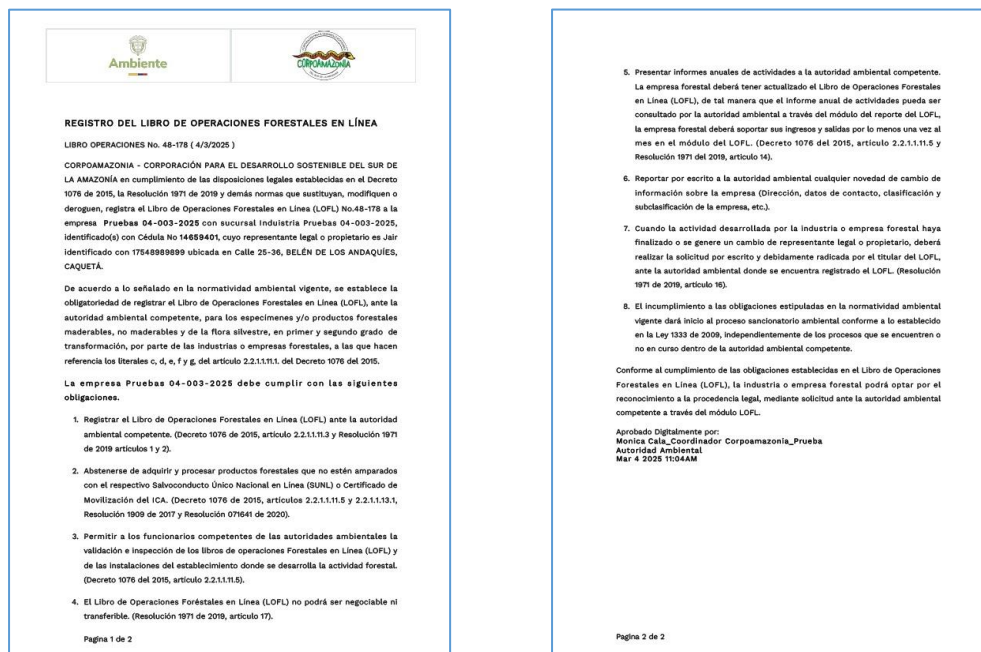 Ambiente
CORPOAMAZONIA
REGISTRO DEL LIBRO DE OPERACIONES FORESTALES EN LÍNEA
LIBRO OPERACIONES No. 48-178 ( 4/3/2025 )
CORPOAMAZONIA - CORPORACIÓN PARA EL DESARROLLO SOSTENIBLE DEL SUR DE
LA AMAZONÍA en cumplimiento de las disposiciones legales establecidas en el Decreto
1076 de 2015, la Resolución 1971 de 2019 y demás normas que sustituyan, modifiquen o
deroguen, registra el Libro de Operaciones Forestales en Línea (LOFL) No.48-178 a la
empresa Pruebas 04-003-2025 con sucursal Induistria Pruebas 04-003-2025,
identificado(s) con Cédula No 14659401, cuyo representante legal o propietario es Jair
identificado con 17548989899 ubicada en Calle 25-36, BELÉN DE LOS ANDAQUÍES,
CAQUETÁ.
De acuerdo a lo señalado en la normatividad ambiental vigente, se establece la
obligatoriedad de registrar el Libro de Operaciones Forestales en Línea (LOFL), ante la
autoridad ambiental competente, para los especímenes y/o productos forestales
maderables, no maderables y de la flora silvestre, en primer y segundo grado de
transformación, por parte de las industrias o empresas forestales, a las que hacen
referencia los literales c, d, e, f y g, del artículo 2.2.1.1.11.1. del Decreto 1076 del 2015.
La empresa Pruebas 04-003-2025 debe cumplir con las siguientes
obligaciones.
1. Registrar el Libro de Operaciones Forestales en Línea (LOFL) ante la autoridad
ambiental competente. (Decreto 1076 de 2015, artículo 2.2.1.1.11.3 y Resolución 1971
de 2019 artículos 1 y 2).
2. Abstenerse de adquirir y procesar productos forestales que no estén amparados
con el respectivo Salvoconducto Único Nacional en Línea (SUNL) o Certificado de
Movilización del ICA. (Decreto 1076 de 2015, artículos 2.2.1.1.11.5 y 2.2.1.1.13.1,
Resolución 1909 de 2017 y Resolución 071641 de 2020).
3. Permitir a los funcionarios competentes de las autoridades ambientales la
validación e inspección de los libros de operaciones Forestales en Línea (LOFL) y
de las instalaciones del establecimiento donde se desarrolla la actividad forestal.
(Decreto 1076 del 2015, artículo 2.2.1.1.11.5).
4. El Libro de Operaciones Foréstales en Línea (LOFL) no podrá ser negociable ni
transferible. (Resolución 1971 de 2019, artículo 17).
Pagina 1 de 2
5. Presentar informes anuales de actividades a la autoridad ambiental competente.
La empresa forestal deberá tener actualizado el Libro de Operaciones Forestales
en Línea (LOFL), de tal manera que el informe anual de actividades pueda ser
consultado por la autoridad ambiental a través del módulo del reporte del LOFL,
la empresa forestal deberá soportar sus ingresos y salidas por lo menos una vez al
mes en el módulo del LOFL. (Decreto 1076 del 2015, artículo 2.2.1.1.11.5 y
Resolución 1971 del 2019, artículo 14).
6. Reportar por escrito a la autoridad ambiental cualquier novedad de cambio de
información sobre la empresa (Dirección, datos de contacto, clasificación y
subclasificación de la empresa, etc.).
7. Cuando la actividad desarrollada por la industria o empresa forestal haya
finalizado o se genere un cambio de representante legal o propietario, deberá
realizar la solicitud por escrito y debidamente radicada por el titular del LOFL,
ante la autoridad ambiental donde se encuentra registrado el LOFL. (Resolución
1971 de 2019, artículo 16).
8. El incumplimiento a las obligaciones estipuladas en la normatividad ambiental
vigente dará inicio al proceso sancionatorio ambiental conforme a lo establecido
en la Ley 1333 de 2009, independientemente de los procesos que se encuentren o
no en curso dentro de la autoridad ambiental competente.
Conforme al cumplimiento de las obligaciones establecidas en el Libro de Operaciones
Forestales en Línea (LOFL), la industria o empresa forestal podrá optar por el
reconocimiento a la procedencia legal, mediante solicitud ante la autoridad ambiental
competente a través del módulo LOFL.
Aprobado Digitalmente por:
Monica Cala_Coordinador Corpoamazonia_Prueba
Autoridad Ambiental
Mar 4 2025 11:04AM
Pagina 2 de 2